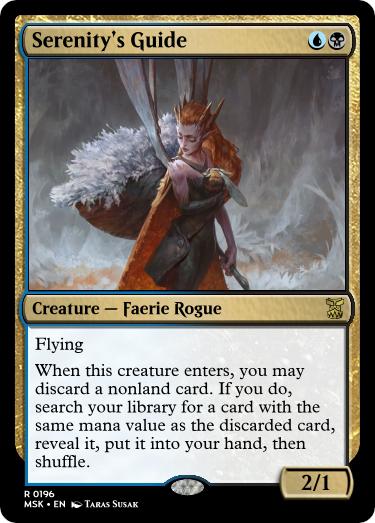 Serenity's Guide
Creature — Faerie Rogue
Flying
When this creature enters, you may
discard a nonland card. If you do,
search your library for a card with the
same mana value as the discarded card,
reveal it, put it into your hand, then
shuffle.
2/1
R 0196
MSK • EN Taras Susak